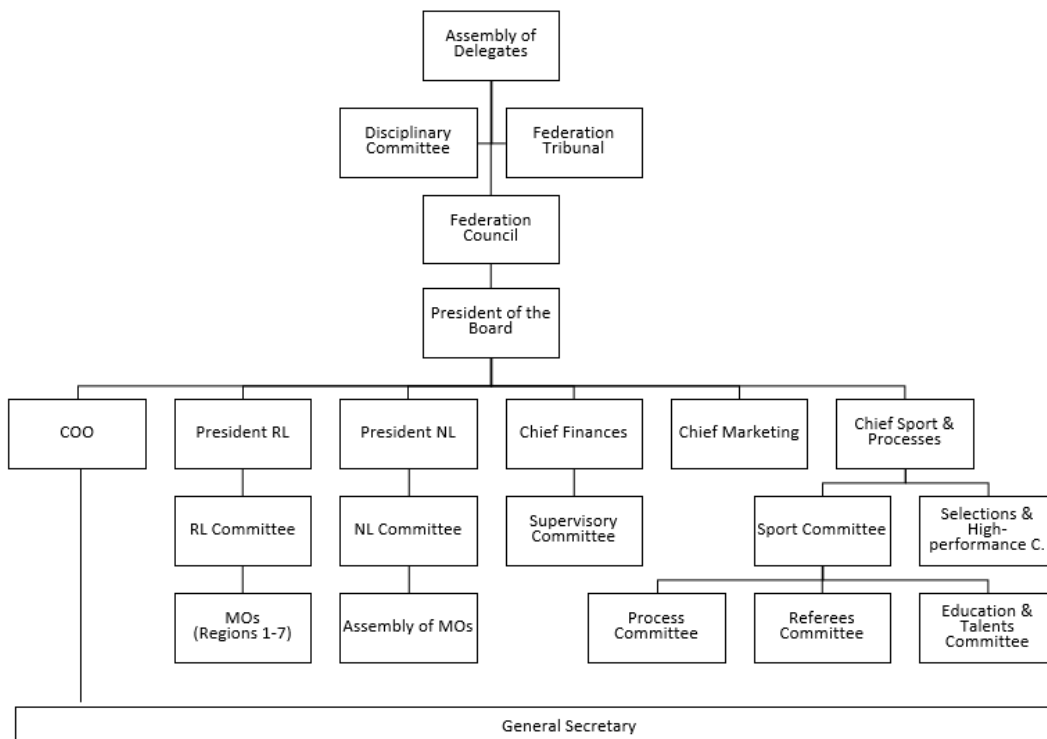 Assembly of
Delegates
Disciplinary
Committee
Federation
Tribunal
Federation
Council
President of the
Board
COO
President RL
President NL
Chief Finances
Chief Marketing
Chief Sport &
Processes
RL Committee
NL Committee
Supervisory
Committee
Sport Committee
Selections &
High-
performance C.
MOs
(Regions 1-7)
Assembly of MOs
Process
Committee
Referees
Committee
Education &
Talents
Committee
General Secretary